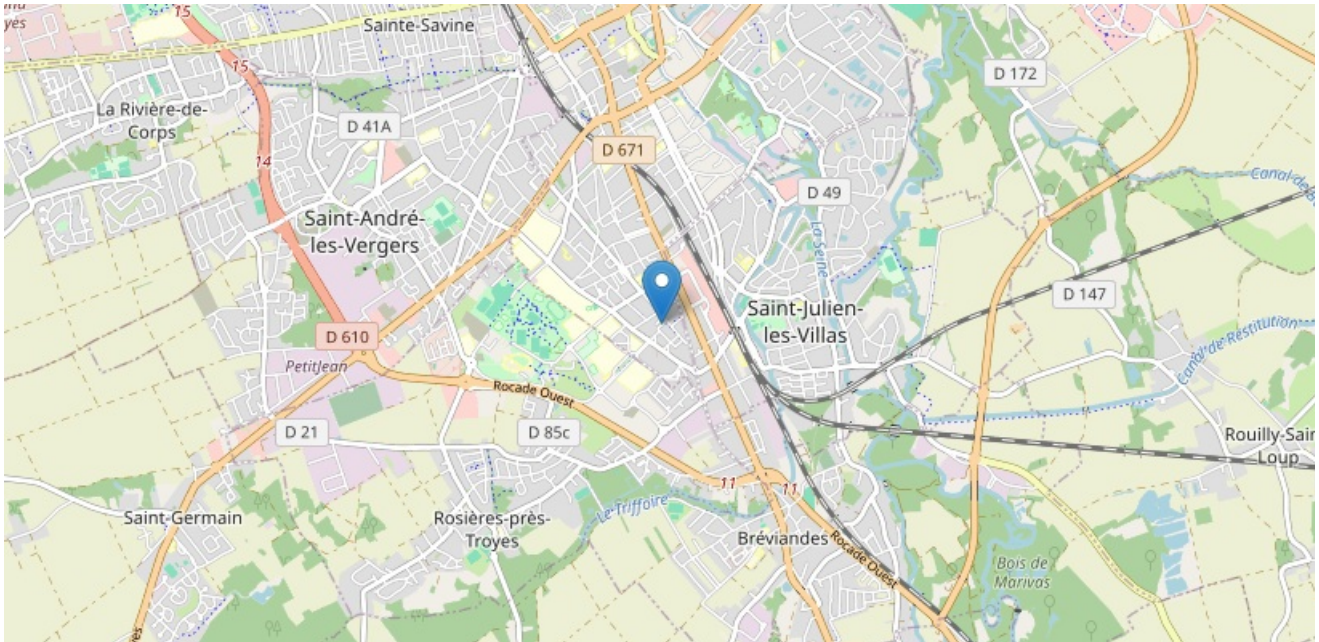 15
Sainte-Savine
yés
15
D 172
La Rivière-de-
Corps
D 41A
14
D 671
D 49
Canal de
Saint-André-
les-Vergers
La Seine
D 147
Saint-Julien-
les-Villas
D 610
PetitJean
Canal de Restitution
Rocade Ouest
D 21
D 85c
Rouilly-Sain
Loup
11
11
Saint-Germain
Le Triffoire
Rosières-près-
Troyes
Bréviandes
Rocade Ouest
Bois de
Marivas